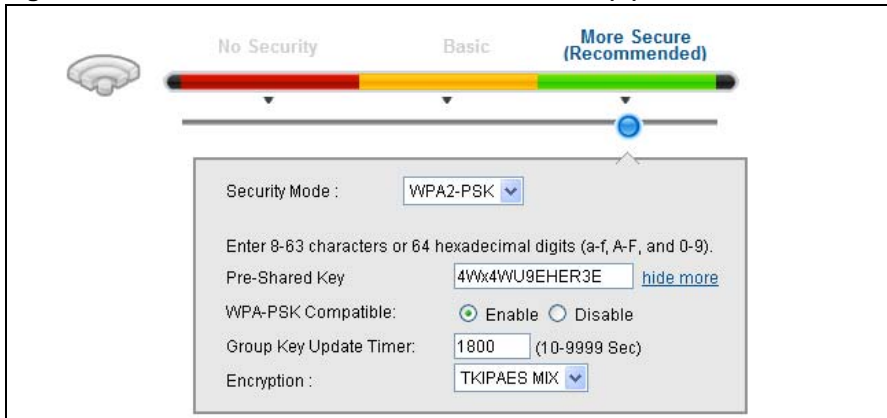 No Security Basic More Secure
(Recommended)
Security Mode : WPA2-PSK
Enter 8-63 characters or 64 hexadecimal digits (a-f, A-F, and 0-9).
Pre-Shared Key 4Wx4WU9EHER3E hide more
WPA-PSK Compatible: Enable Disable
Group Key Update Timer: 1800 (10-9999 Sec)
Encryption : TKIPAES MIX